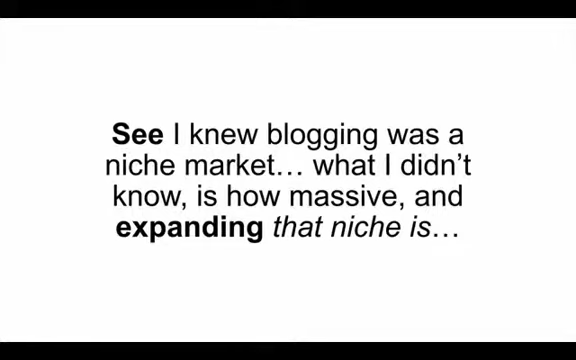 See I knew blogging was a
niche market… what I didn’t
know, is how massive, and
expanding that niche is…